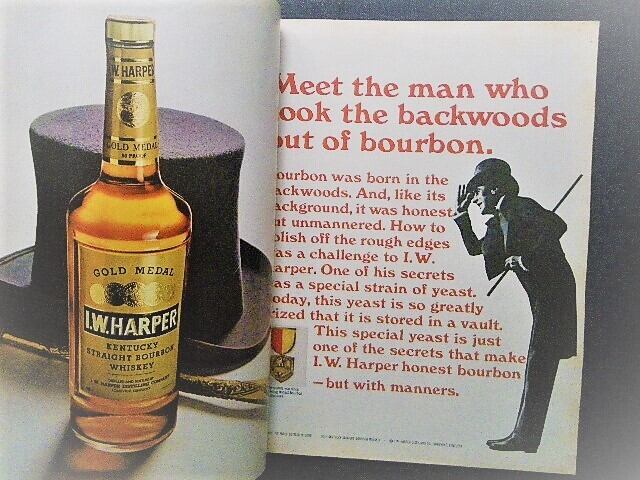 I.W. HARPER
GOLD MEDAL
GOLD MEDAL
I.W. HARPER
KENTUCKY
STRAIGHT BOURBON
WHISKEY
Meet the man who
ook the backwoods
out of bourbon.
ourbon was born in the
ackwoods. And, like its
ackground, it was honest
ut unmannered. How to
olish off the rough edges
as a challenge to I.W.
arper. One of his secrets
as a special strain of yeast.
oday, this yeast is so greatly
rized that it is stored in a vault.
This special yeast is just
one of the secrets that make
I.W. Harper honest bourbon
—but with manners.